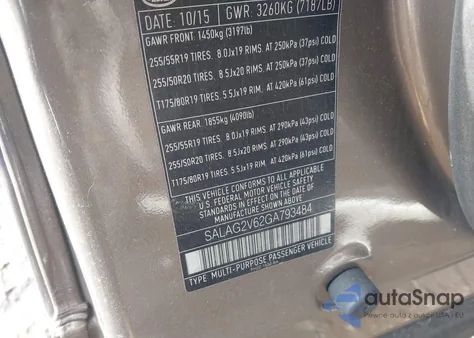 DATE: 10/15 GWR. 3260KG (7187LB)
GAWR FRONT. 1450kg (3197lb)
255/55R19 TIRES. 8.0Jx19 RIMS. AT 250kPa (37psi) COLD
255/50R20 TIRES. 8.5Jx20 RIMS. AT 250kPa (37psi) COLD
T175/80R19 TIRES. 5.5Jx19 RIM. AT 420kPa (61psi) COLD
GAWR REAR. 1855kg (4090lb)
255/55R19 TIRES. 8.0Jx19 RIMS. AT 290kPa (43psi) COLD
255/50R20 TIRES. 8.5Jx20 RIMS. AT 290kPa (43psi) COLD
T175/80R19 TIRES. 5.5Jx19 RIM. AT 420kPa (61psi) COLD
THIS VEHICLE CONFORMS TO ALL APPLICABLE
U.S. FEDERAL MOTOR VEHICLE SAFETY
STANDARDS IN EFFECT ON THE DATE OF
MANUFACTURE SHOWN ABOVE.
SALAG2V62GA793484
TYPE: MULTI-PURPOSE PASSENGER VEHICLE
autoSnap
Pewne auto z USA i EU